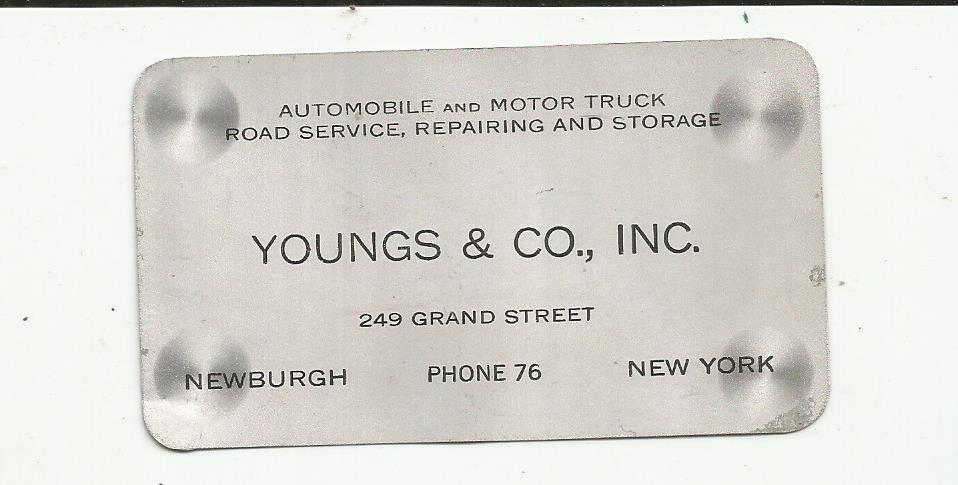 AUTOMOBILE AND MOTOR TRUCK
ROAD SERVICE, REPAIRING AND STORAGE
YOUNGS & CO., INC.
249 GRAND STREET
NEWBURGH PHONE 76 NEW YORK